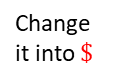 Change
it into $